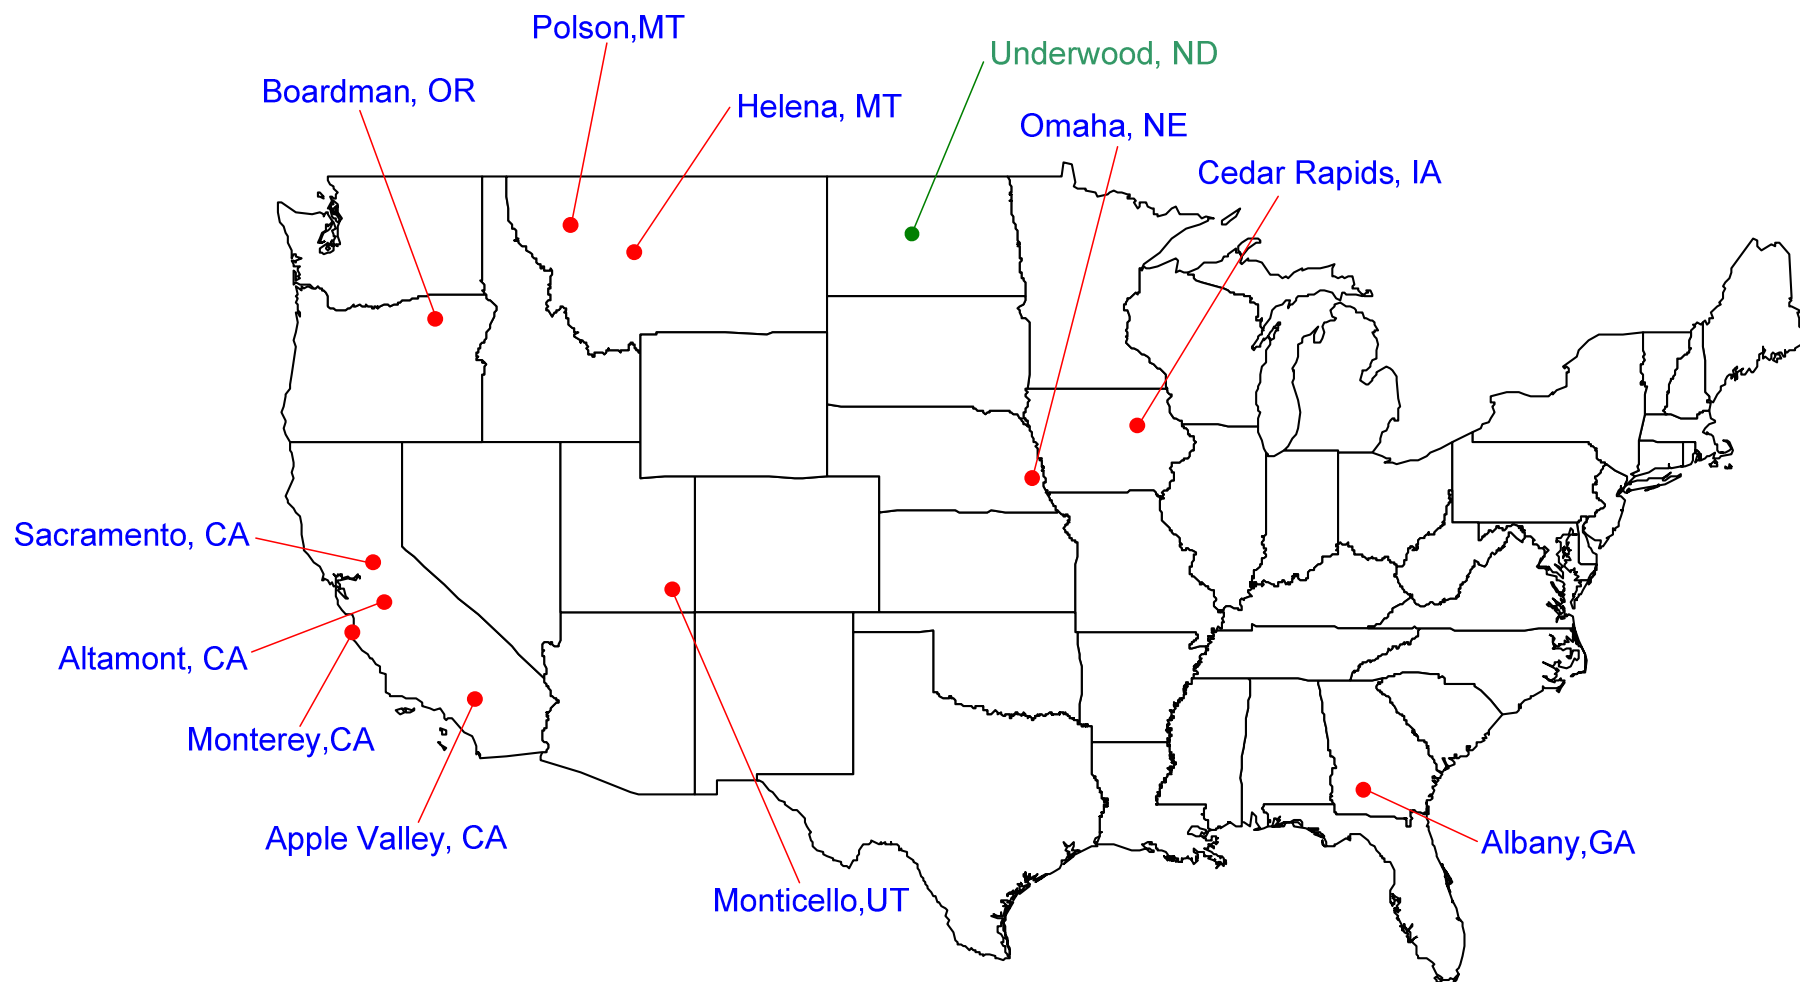 Polson,MT
Underwood, ND
Boardman, OR
Helena, MT
Omaha, NE
Cedar Rapids, IA
Sacramento, CA
Altamont, CA
Monterey,CA
Apple Valley, CA
Albany,GA
Monticello,UT